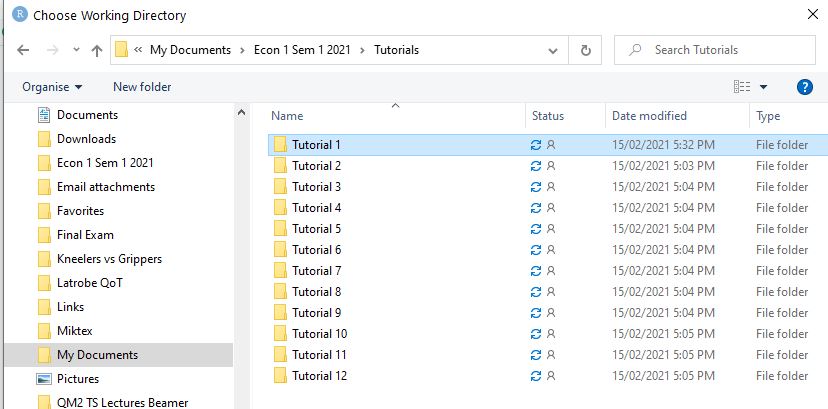 R Choose Working Directory
« My Documents « Econ 1 Sem 1 2021 › Tutorials Search Tutorials
Organise New folder ?
Name Status Date modified Type
Documents
Downloads
Econ 1 Sem 1 2021
Email attachments
Favorites
Final Exam
Kneelers vs Grippers
Latrobe QoT
Links
Miktex
My Documents
Pictures
QM2 TS Lectures Beamer
Tutorial 1 15/02/2021 5:32 PM File folder
Tutorial 2 15/02/2021 5:03 PM File folder
Tutorial 3 15/02/2021 5:04 PM File folder
Tutorial 4 15/02/2021 5:04 PM File folder
Tutorial 5 15/02/2021 5:04 PM File folder
Tutorial 6 15/02/2021 5:04 PM File folder
Tutorial 7 15/02/2021 5:04 PM File folder
Tutorial 8 15/02/2021 5:04 PM File folder
Tutorial 9 15/02/2021 5:04 PM File folder
Tutorial 10 15/02/2021 5:05 PM File folder
Tutorial 11 15/02/2021 5:05 PM File folder
Tutorial 12 15/02/2021 5:05 PM File folder